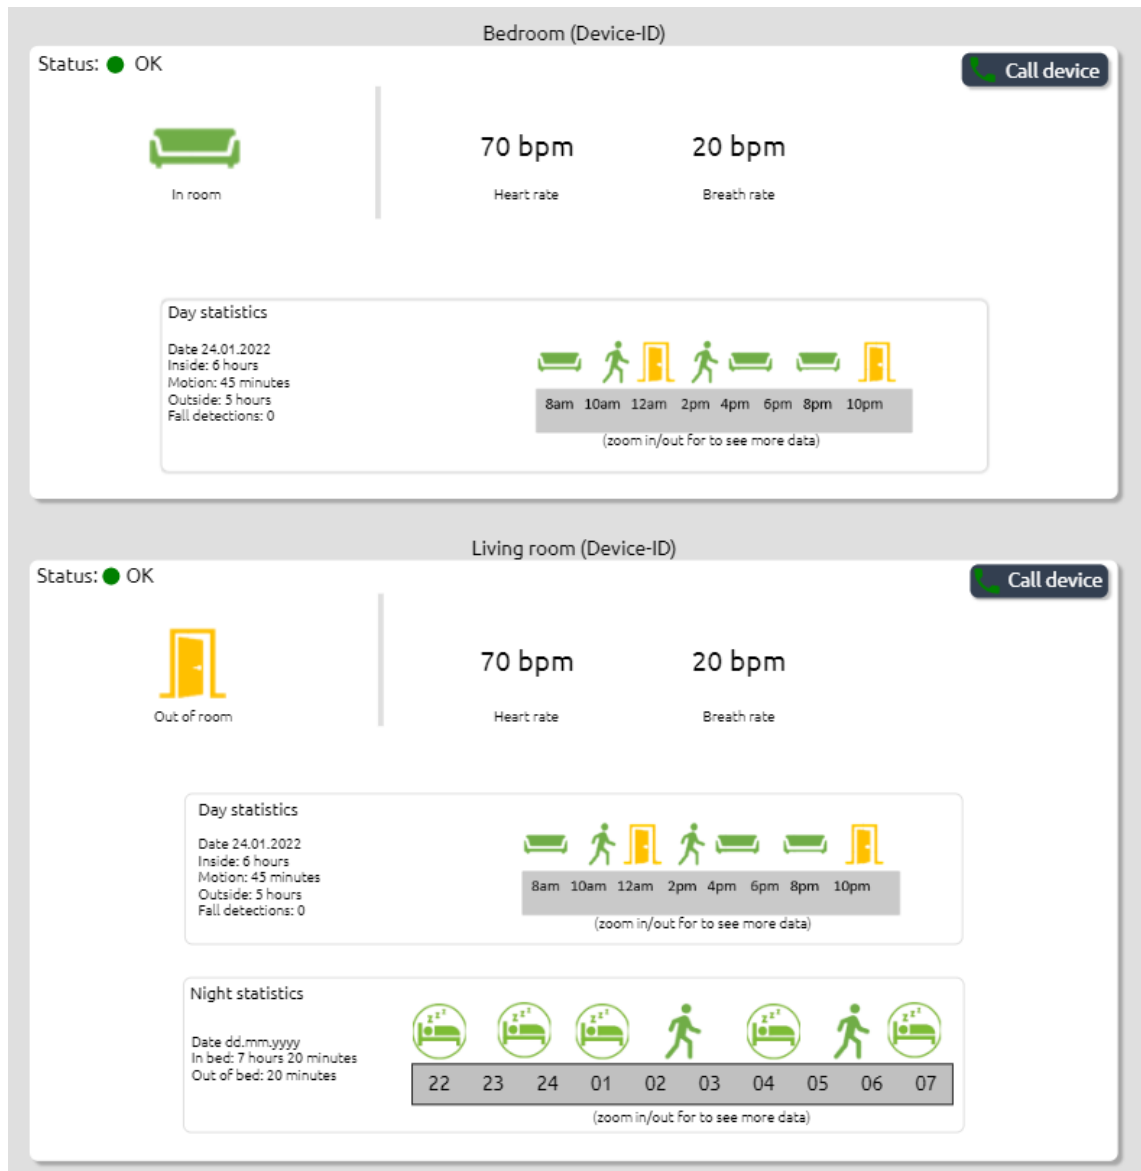 Bedroom (Device-ID)
Status: OK
Call device
70 bpm
20 bpm
In room
Heart rate
Breath rate
Day statistics
Date 24.01.2022
Inside: 6 hours
Motion: 45 minutes
Outside: 5 hours
Fall detections: 0
8am 10am 12am 2pm 4pm 6pm 8pm 10pm
(zoom in/out for to see more data)
Living room (Device-ID)
Status: OK
Call device
70 bpm
20 bpm
Out of room
Heart rate
Breath rate
Day statistics
Date 24.01.2022
Inside: 6 hours
Motion: 45 minutes
Outside: 5 hours
Fall detections: 0
8am 10am 12am 2pm 4pm 6pm 8pm 10pm
(zoom in/out for to see more data)
Night statistics
Date dd.mm.yyyy
In bed: 7 hours 20 minutes
Out of bed: 20 minutes
zzz zzz zzz zzz zzz
22 23 24 01 02 03 04 05 06 07
(zoom in/out for to see more data)